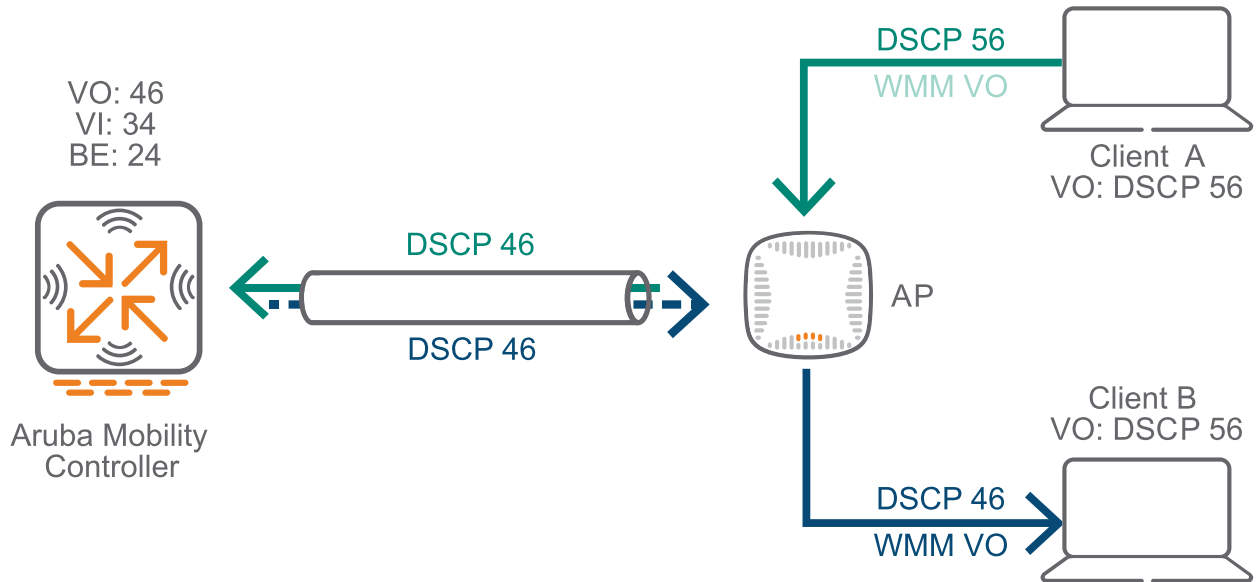 VO: 46
VI: 34
BE: 24
Aruba Mobility
Controller
DSCP 46
DSCP 46
DSCP 56
WMM VO
Client A
VO: DSCP 56
AP
Client B
VO: DSCP 56
DSCP 46
WMM VO